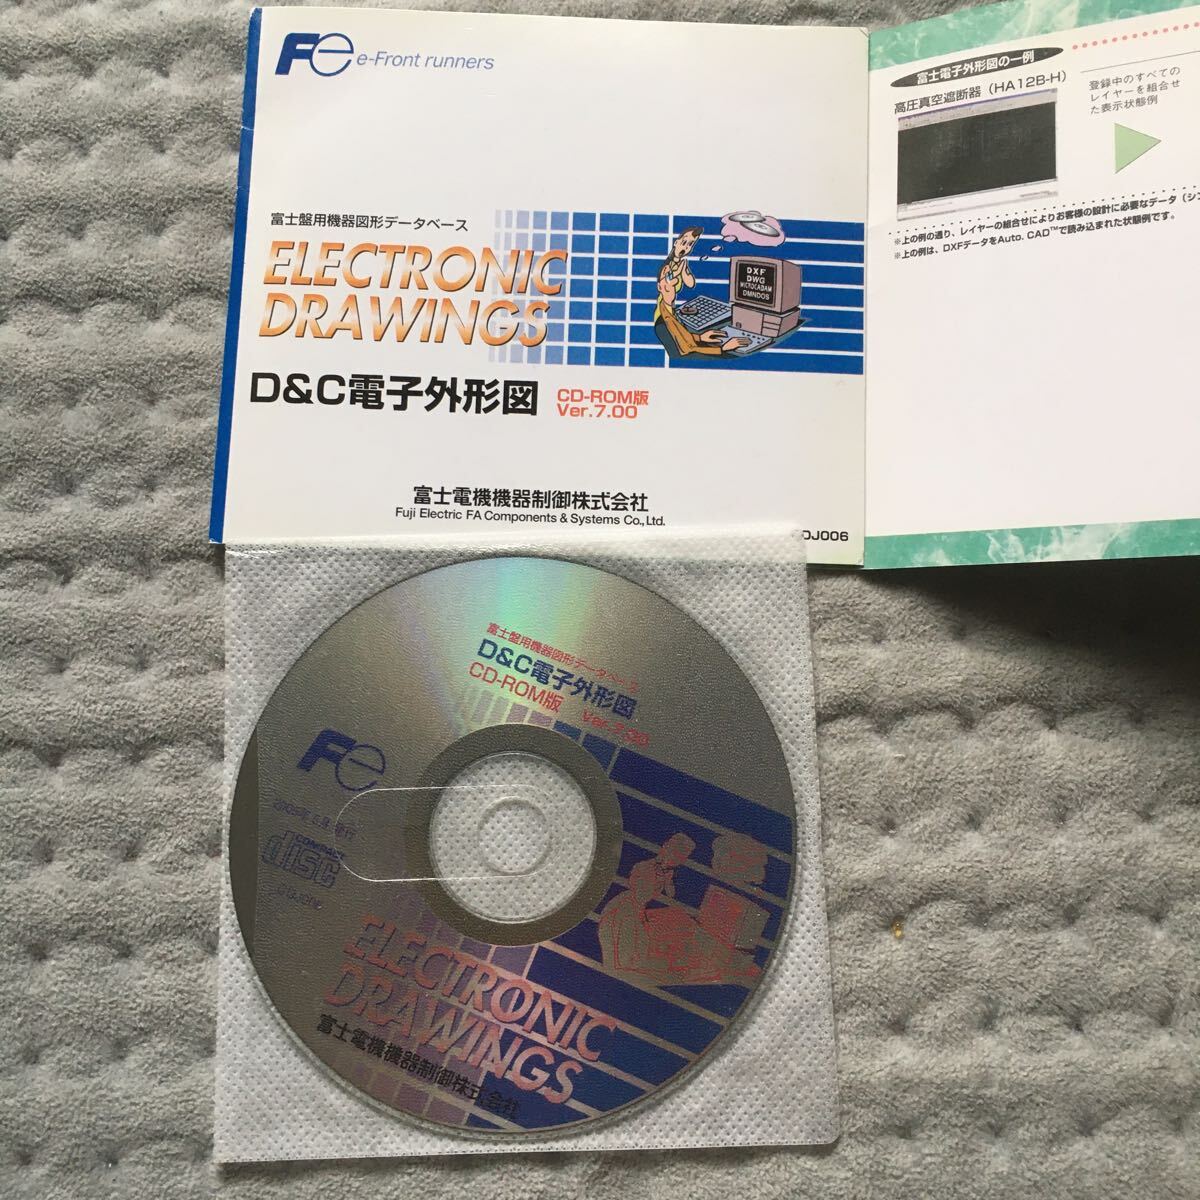 Fe e-Front runners
富士盤用機器図形データベース
ELECTRONIC
DRAWINGS
DXF
DWG
MICROCADAM
DMNDOS
D&C電子外形図
CD-ROM版
Ver.7.00
富士電機機器制御株式会社
Fuji Electric FA Components & Systems Co., Ltd.
DJ006
富士電子外形図の一例
高圧真空遮断器（HA12B-H）
登録中のすべての
レイヤーを組合せ
た表示状態例
※上の例の通り、レイヤーの組合せによりお客様の設計に必要なデータ（シン
※上の例は、DXFデータをAuto. CAD™で読み込まれた状態例です。
富士盤用機器図形データベース
D&C電子外形図
CD-ROM版 Ver.7.00
Fe
COMPACT
disc
ELECTRONIC
DRAWINGS
富士電機機器制御株式会社